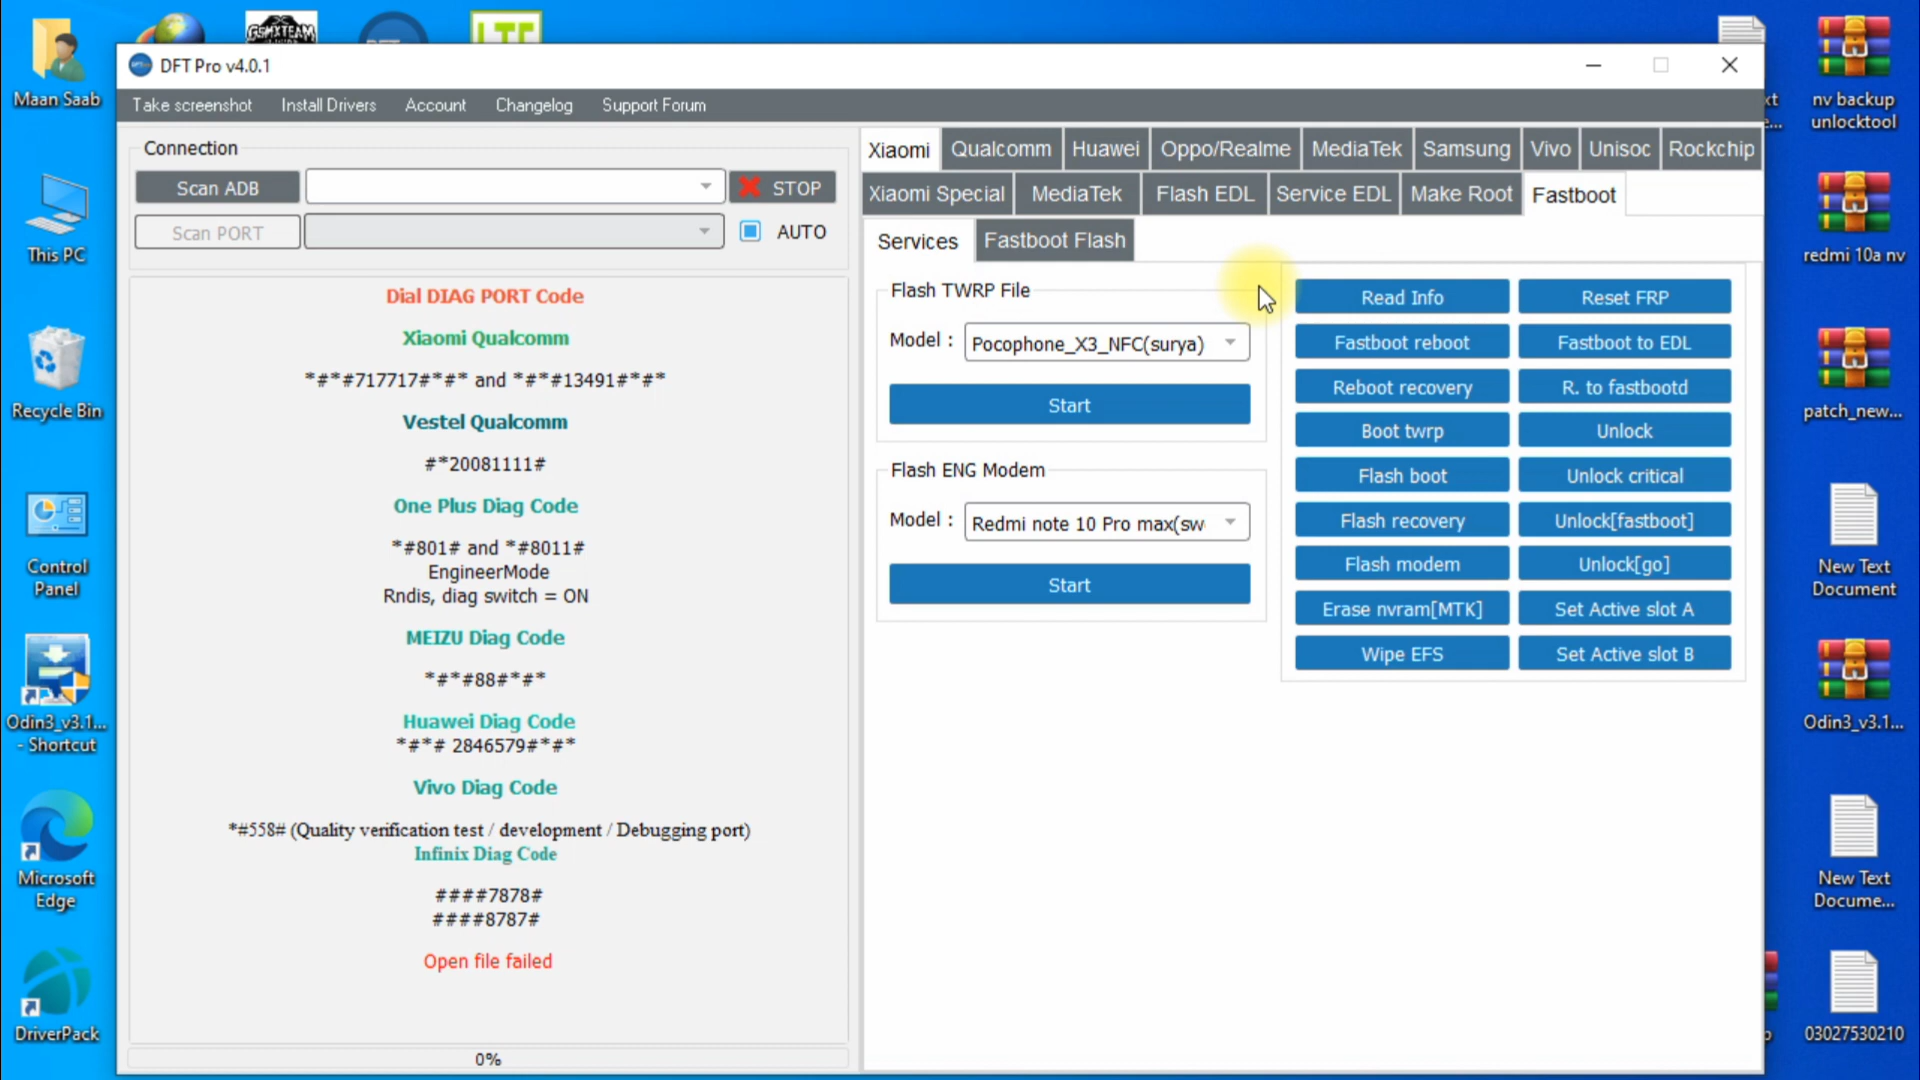 GSMXTEAM
LTE
DFT Pro v4.0.1
Take screenshot Install Drivers Account Changelog Support Forum
Connection
Scan ADB
STOP
Scan PORT
AUTO
Dial DIAG PORT Code
Xiaomi Qualcomm
*#*#717717#*#* and *#*#13491#*#*
Vestel Qualcomm
#*20081111#
One Plus Diag Code
*#801# and *#8011#
EngineerMode
Rndis, diag switch = ON
MEIZU Diag Code
*#*#88#*#*
Huawei Diag Code
*#*# 2846579#*#*
Vivo Diag Code
*#558# (Quality verification test / development / Debugging port)
Infinix Diag Code
####7878#
####8787#
Open file failed
0%
Xiaomi Qualcomm Huawei Oppo/Realme MediaTek Samsung Vivo Unisoc Rockchip
Xiaomi Special MediaTek Flash EDL Service EDL Make Root Fastboot
Services Fastboot Flash
Flash TWRP File
Model : Pocophone_X3_NFC(surya)
Start
Flash ENG Modem
Model : Redmi note 10 Pro max(sw
Start
Read Info Reset FRP
Fastboot reboot Fastboot to EDL
Reboot recovery R. to fastbootd
Boot twrp Unlock
Flash boot Unlock critical
Flash recovery Unlock[fastboot]
Flash modem Unlock[go]
Erase nvram[MTK] Set Active slot A
Wipe EFS Set Active slot B
Maan Saab
This PC
Recycle Bin
Control
Panel
Odin3_v3.1...
- Shortcut
Microsoft
Edge
DriverPack
nv backup
unlocktool
redmi 10a nv
patch_new...
New Text
Document
Odin3_v3.1...
New Text
Docume...
03027530210